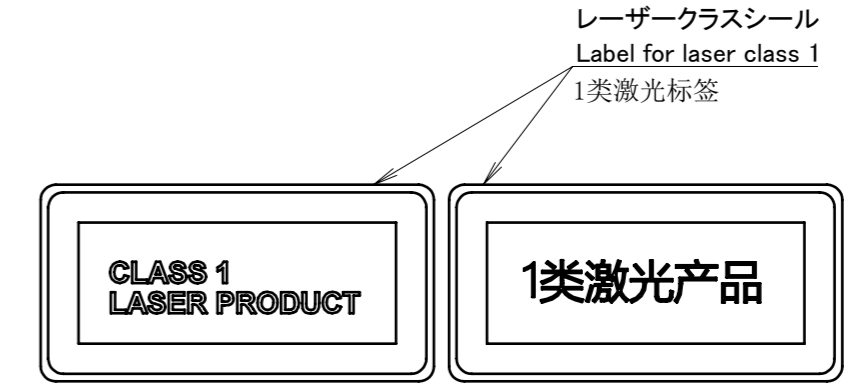 レーザークラスシール
Label for laser class 1
1类激光标签
CLASS 1
LASER PRODUCT
1类激光产品